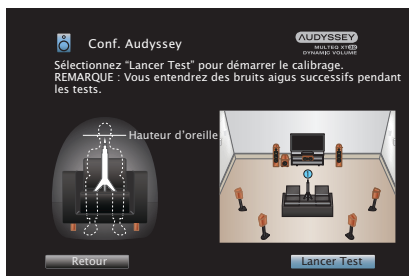 Conf. Audyssey
AUDYSSEY
MULTEQ XT32
DYNAMIC VOLUME
Sélectionnez “Lancer Test” pour démarrer le calibrage.
REMARQUE : Vous entendrez des bruits aigus successifs pendant
les tests.
Hauteur d’oreille
Retour
Lancer Test